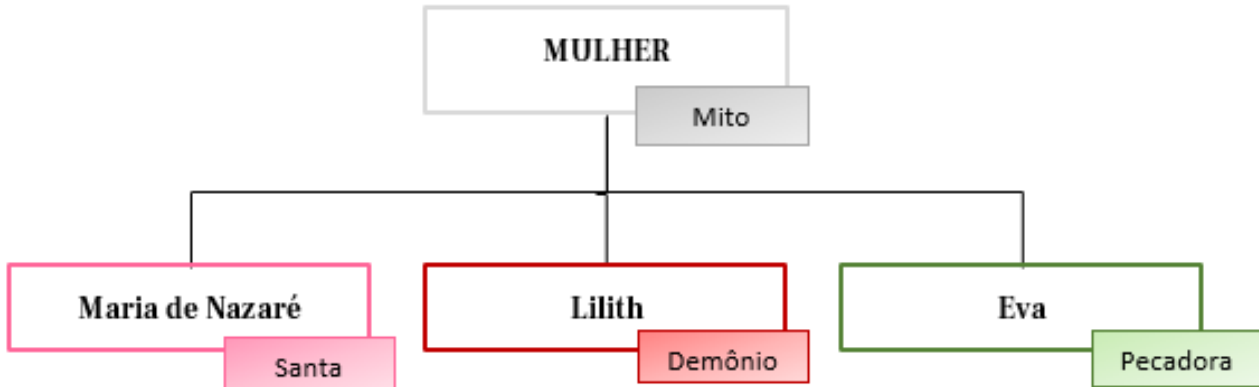 MULHER
Mito
Maria de Nazaré
Santa
Lilith
Demônio
Eva
Pecadora